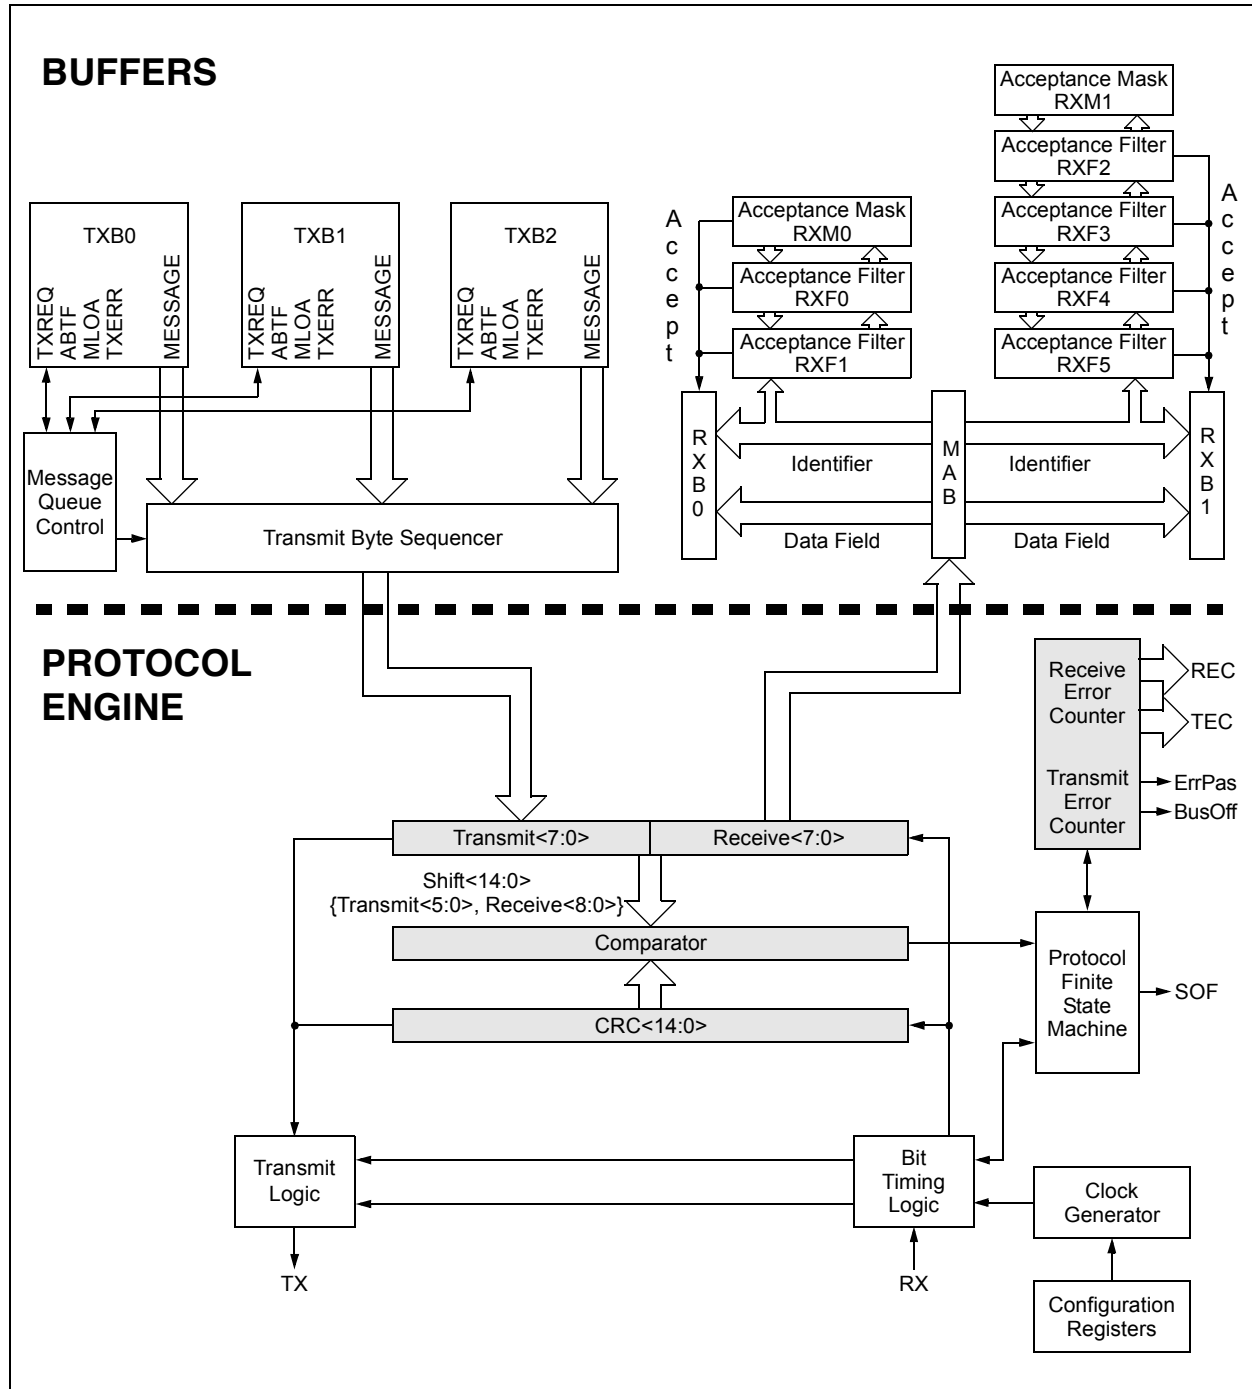 BUFFERS
Acceptance Mask
RXM1
Acceptance Filter
RXF2
Acceptance Filter
RXF3
Acceptance Filter
RXF4
Acceptance Filter
RXF5
Accept
Acceptance Mask
RXM0
Acceptance Filter
RXF0
Acceptance Filter
RXF1
Accept
TXB0
TXREQ
ABTF
MLOA
TXERR
MESSAGE
TXB1
TXREQ
ABTF
MLOA
TXERR
MESSAGE
TXB2
TXREQ
ABTF
MLOA
TXERR
MESSAGE
Message
Queue
Control
Transmit Byte Sequencer
RXB0
Identifier
Data Field
MAB
Identifier
Data Field
RXB1
PROTOCOL
ENGINE
Receive
Error
Counter
Transmit
Error
Counter
REC
TEC
ErrPas
BusOff
Transmit<7:0>
Receive<7:0>
Shift<14:0>
{Transmit<5:0>, Receive<8:0>}
Comparator
CRC<14:0>
Protocol
Finite
State
Machine
SOF
Transmit
Logic
Bit
Timing
Logic
Clock
Generator
TX
RX
Configuration
Registers